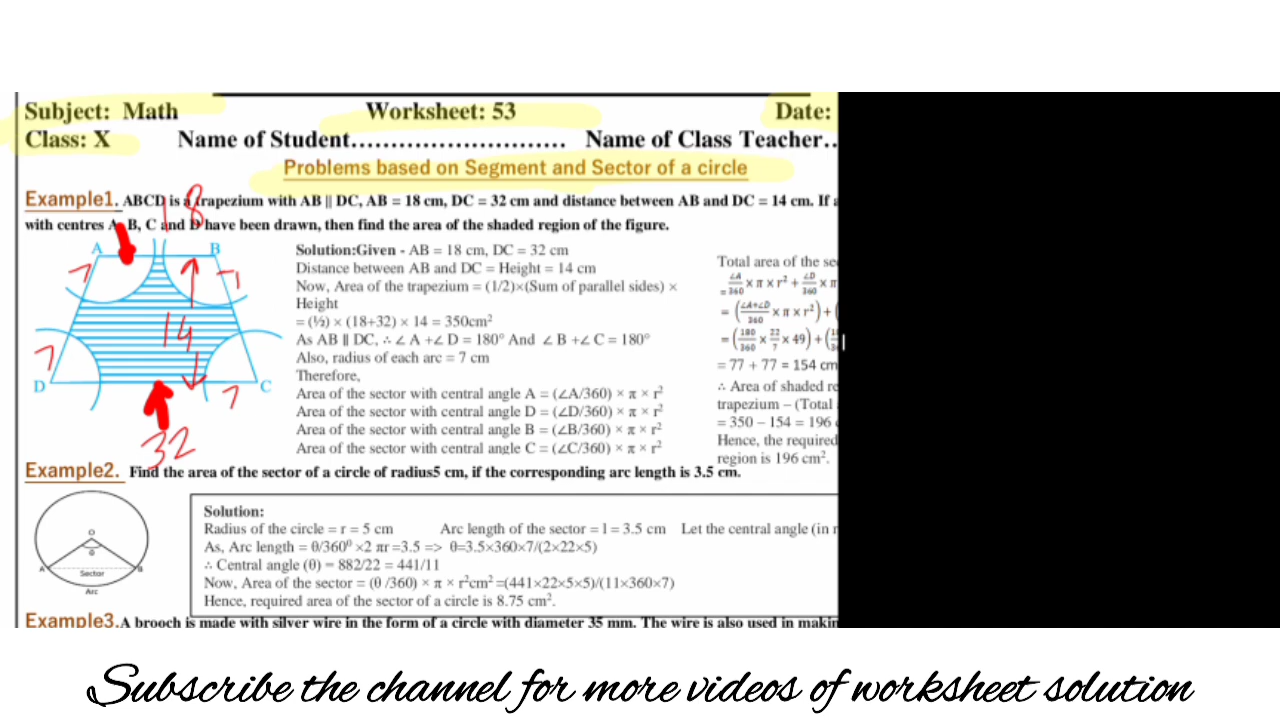 Subject: Math Worksheet: 53 Date:
Class: X Name of Student........................... Name of Class Teacher..
Problems based on Segment and Sector of a circle
Example1. ABCD is a trapezium with AB || DC, AB = 18 cm, DC = 32 cm and distance between AB and DC = 14 cm. If
with centres A, B, C and D have been drawn, then find the area of the shaded region of the figure.
18
A B
7 7
14
7 7
D C
32
Solution:Given - AB = 18 cm, DC = 32 cm
Distance between AB and DC = Height = 14 cm
Now, Area of the trapezium = (1/2)×(Sum of parallel sides) ×
Height
= (½) × (18+32) × 14 = 350cm²
As AB || DC, ∴ ∠ A +∠ D = 180° And ∠ B +∠ C = 180°
Also, radius of each arc = 7 cm
Therefore,
Area of the sector with central angle A = (∠A/360) × π × r²
Area of the sector with central angle D = (∠D/360) × π × r²
Area of the sector with central angle B = (∠B/360) × π × r²
Area of the sector with central angle C = (∠C/360) × π × r²
Total area of the se
= ∠A/360 × π × r² + ∠D/360 × π
= (∠A+∠D/360 × π × r²) + (
= (180/360 × 22/7 × 49) + (
= 77 + 77 = 154 cm
∴ Area of shaded re
trapezium – (Total
= 350 – 154 = 196
Hence, the required
region is 196 cm².
Example2. Find the area of the sector of a circle of radius5 cm, if the corresponding arc length is 3.5 cm.
O
θ
A B
Sector
Arc
Solution:
Radius of the circle = r = 5 cm Arc length of the sector = l = 3.5 cm Let the central angle (in r
As, Arc length = θ/360⁰ ×2 πr =3.5 => θ=3.5×360×7/(2×22×5)
∴ Central angle (θ) = 882/22 = 441/11
Now, Area of the sector = (θ /360) × π × r²cm² =(441×22×5×5)/(11×360×7)
Hence, required area of the sector of a circle is 8.75 cm².
Example3.A brooch is made with silver wire in the form of a circle with diameter 35 mm. The wire is also used in makin
Subscribe the channel for more videos of worksheet solution